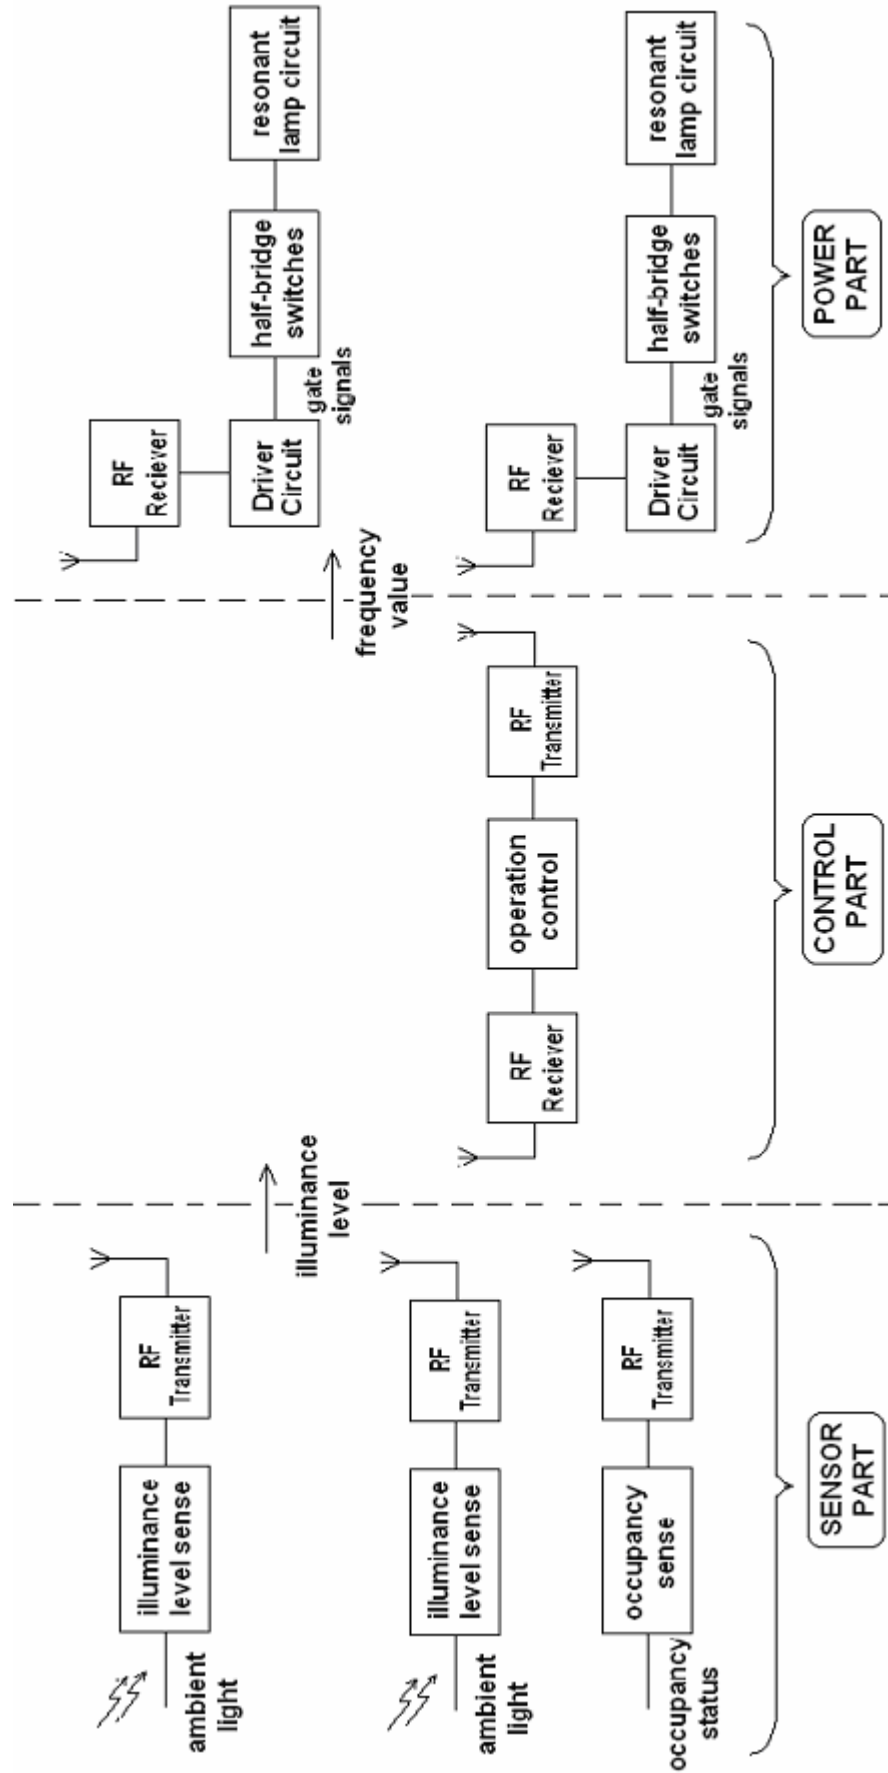 ambient
light
illuminance
level sense
RF
Transmitter
ambient
light
illuminance
level sense
RF
Transmitter
occupancy
status
occupancy
sense
RF
Transmitter
SENSOR
PART
illuminance
level
RF
Reciever
operation
control
RF
Transmitter
CONTROL
PART
frequency
value
RF
Reciever
Driver
Circuit
gate
signals
half-bridge
switches
resonant
lamp circuit
RF
Reciever
Driver
Circuit
gate
signals
half-bridge
switches
resonant
lamp circuit
POWER
PART